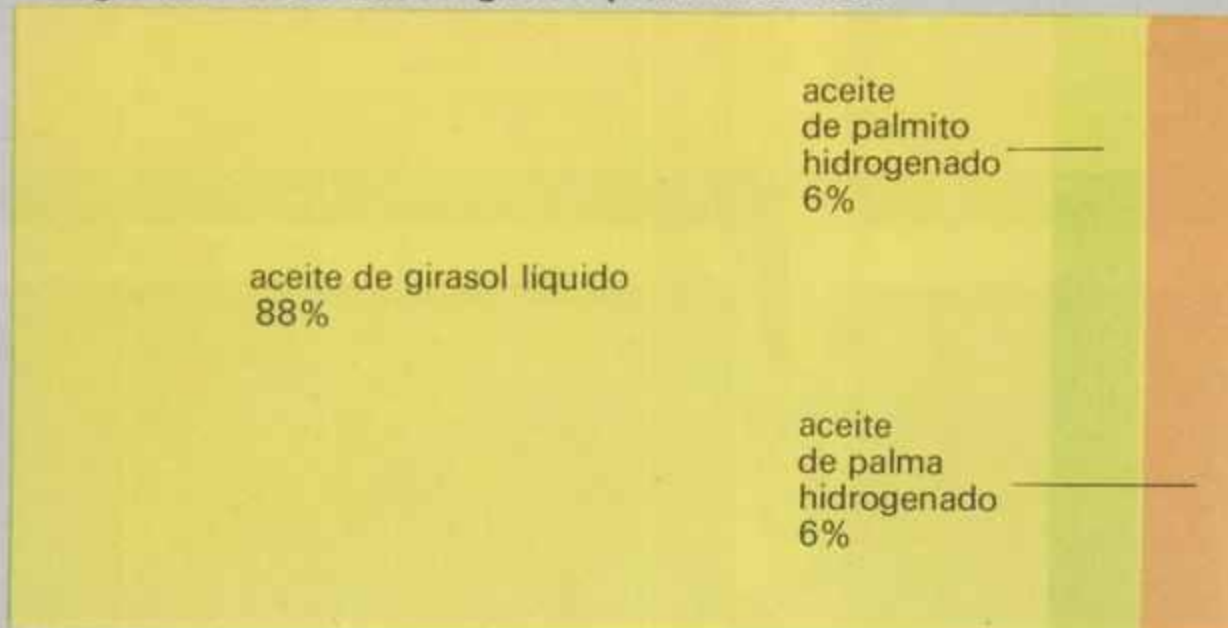 aceite de girasol líquido
88%
aceite
de palmito
hidrogenado
6%
aceite
de palma
hidrogenado
6%